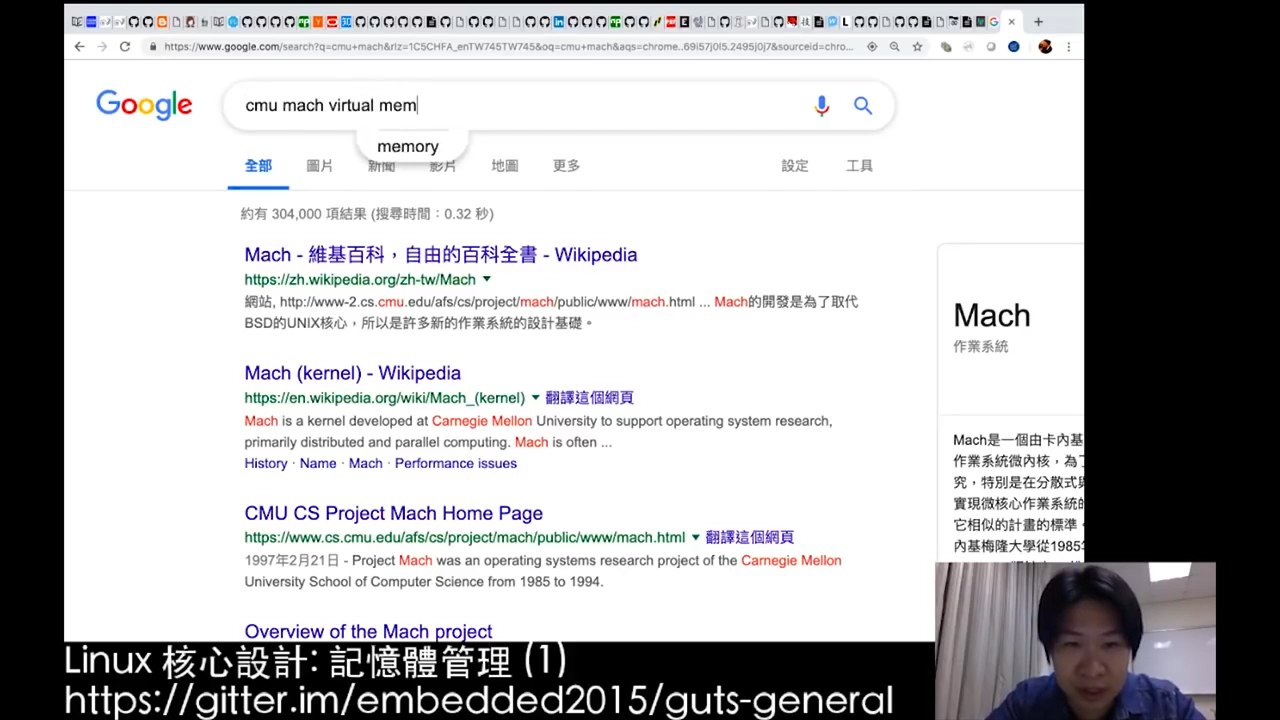 https://www.google.com/search?q=cmu+mach&rlz=1C5CHFA_enTW745TW745&oq=cmu+mach&aqs=chrome..69i57j0l5.2495j0j7&sourceid=chro...
Google
cmu mach virtual mem
memory
全部 圖片 新聞 影片 地圖 更多 設定 工具
約有 304,000 項結果 (搜尋時間：0.32 秒)
Mach - 維基百科，自由的百科全書 - Wikipedia
https://zh.wikipedia.org/zh-tw/Mach
網站, http://www-2.cs.cmu.edu/afs/cs/project/mach/public/www/mach.html ... Mach的開發是為了取代
BSD的UNIX核心，所以是許多新的作業系統的設計基礎。
Mach (kernel) - Wikipedia
https://en.wikipedia.org/wiki/Mach_(kernel) 翻譯這個網頁
Mach is a kernel developed at Carnegie Mellon University to support operating system research,
primarily distributed and parallel computing. Mach is often ...
History · Name · Mach · Performance issues
CMU CS Project Mach Home Page
https://www.cs.cmu.edu/afs/cs/project/mach/public/www/mach.html 翻譯這個網頁
1997年2月21日 - Project Mach was an operating systems research project of the Carnegie Mellon
University School of Computer Science from 1985 to 1994.
Overview of the Mach project
Mach
作業系統
Mach是一個由卡內基
作業系統微內核，為
究，特別是在分散式與
實現微核心作業系統的
它相似的計畫的標準。
內基梅隆大學從1985年
Linux 核心設計: 記憶體管理 (1)
https://gitter.im/embedded2015/guts-general